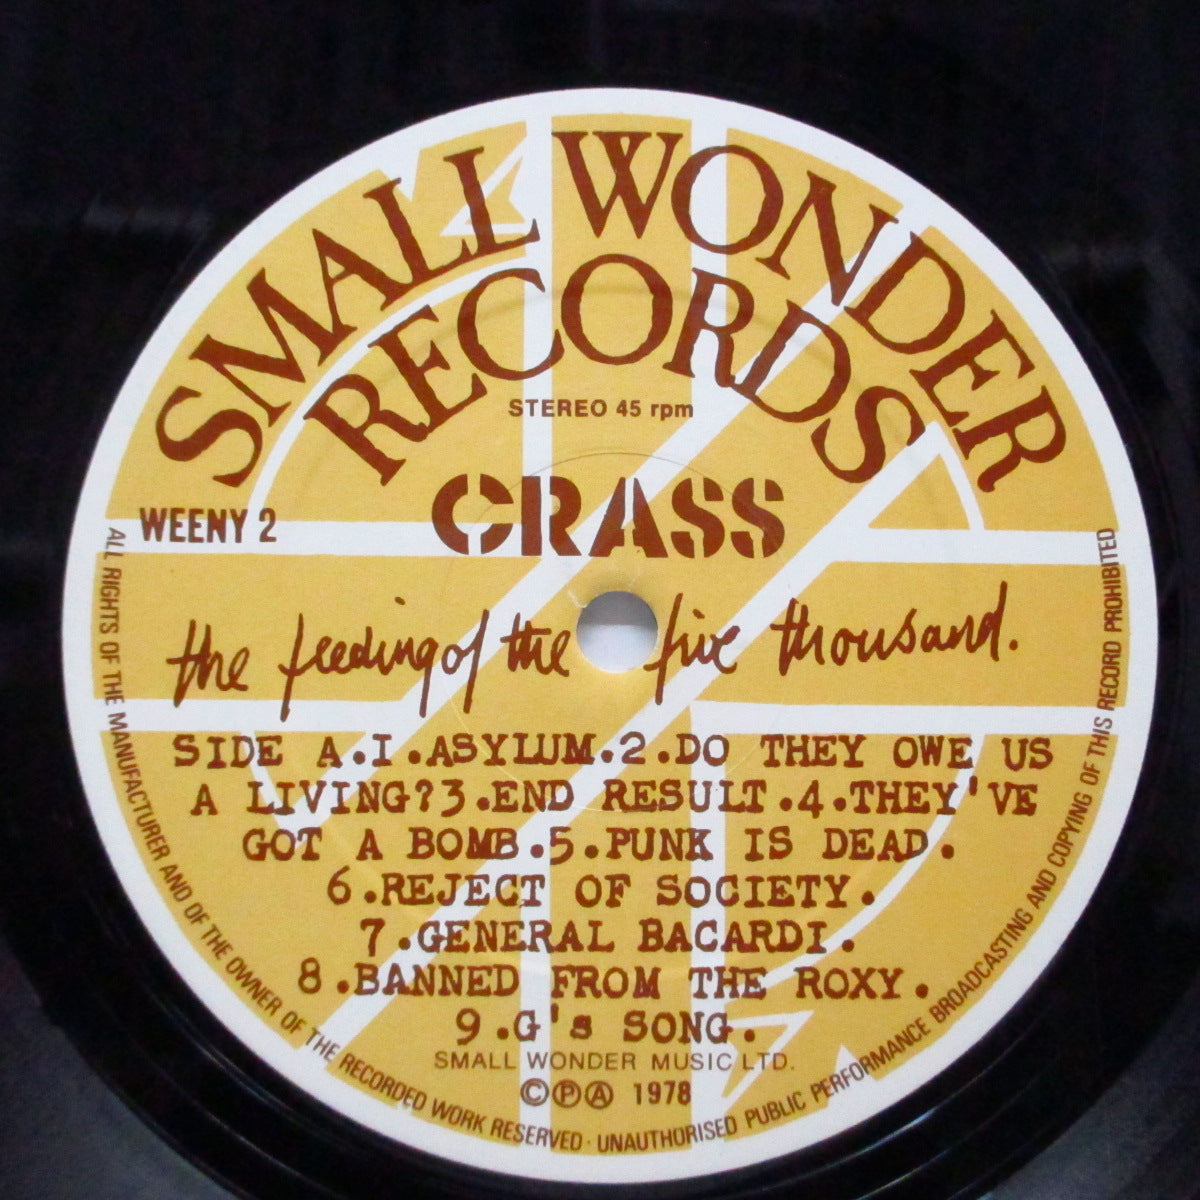 SMALL WONDER
RECORDS
STEREO 45 rpm
CRASS
WEENY 2
the feeding of the five thousand.
SIDE A.I.ASYLUM.2.DO THEY OWE US
A LIVING?3.END RESULT.4.THEY'VE
GOT A BOMB.5.PUNK IS DEAD.
6.REJECT OF SOCIETY.
7.GENERAL BACARDI.
8.BANNED FROM THE ROXY.
9.G's SONG.
SMALL WONDER MUSIC LTD.
ⒸⓅⒶ 1978
ALL RIGHTS OF THE MANUFACTURER AND OF THE OWNER OF THE RECORDED WORK RESERVED · UNAUTHORISED PUBLIC PERFORMANCE BROADCASTING AND COPYING OF THIS RECORD PROHIBITED